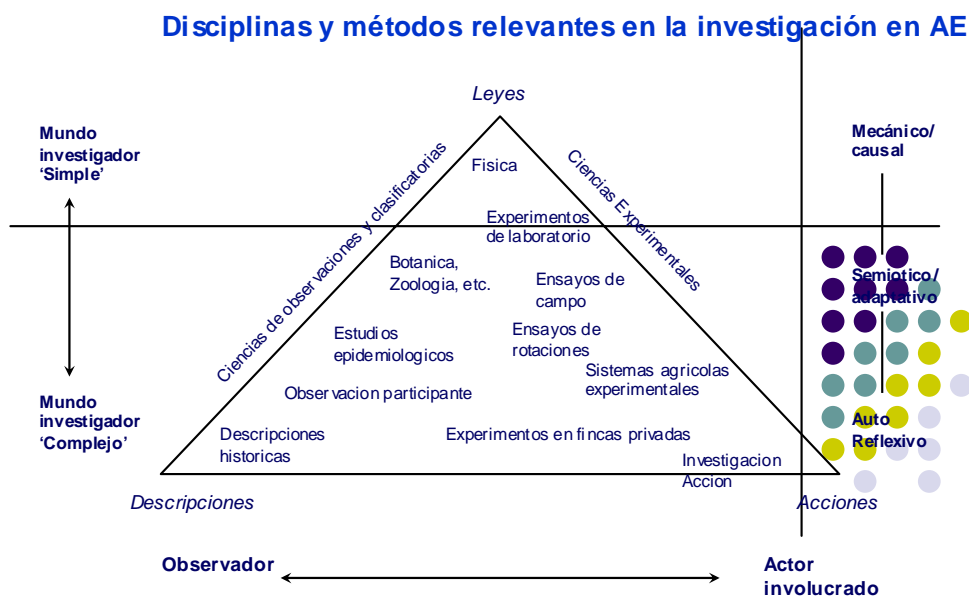 Disciplinas y métodos relevantes en la investigación en AE
Leyes
Mundo
investigador
‘Simple’
Mecánico/
causal
Ciencias de observaciones y clasificatorias
Ciencias Experimentales
Fisica
Experimentos
de laboratorio
Botanica,
Zoologia, etc.
Ensayos de
campo
Semiotico/
adaptativo
Estudios
epidemiologicos
Ensayos de
rotaciones
Sistemas agricolas
experimentales
Observacion participante
Mundo
investigador
‘Complejo’
Auto
Reflexivo
Descripciones
historicas
Experimentos en fincas privadas
Investigacion
Accion
Descripciones
Acciones
Observador
Actor
involucrado